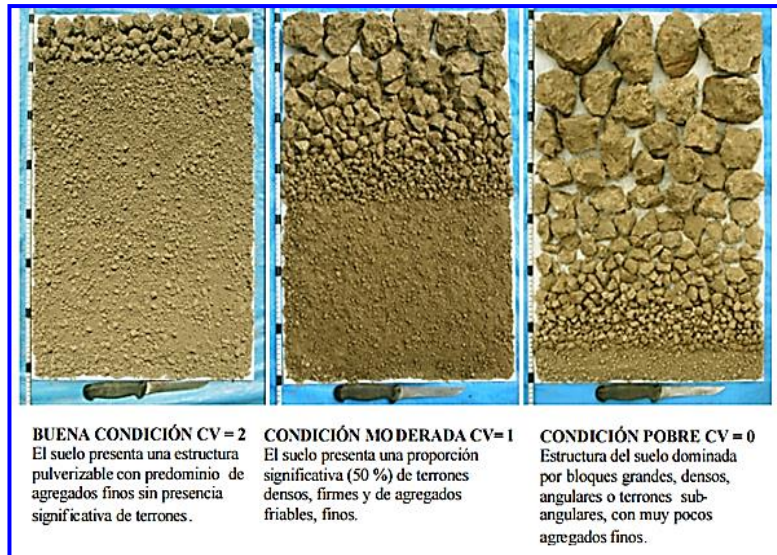 BUENA CONDICIÓN CV = 2
El suelo presenta una estructura
pulverizable con predominio de
agregados finos sin presencia
significativa de terrones.
CONDICIÓN MODERADA CV= 1
El suelo presenta una proporción
significativa (50 %) de terrones
densos, firmes y de agregados
friables, finos.
CONDICIÓN POBRE CV = 0
Estructura del suelo dominada
por bloques grandes, densos,
angulares o terrones sub-
angulares, con muy pocos
agregados finos.